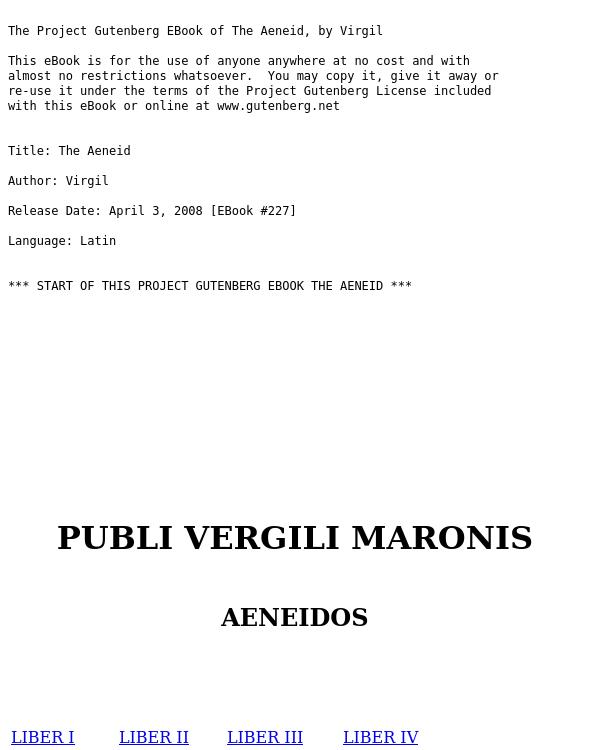 The Project Gutenberg EBook of The Aeneid, by Virgil
This eBook is for the use of anyone anywhere at no cost and with
almost no restrictions whatsoever.  You may copy it, give it away or
re-use it under the terms of the Project Gutenberg License included
with this eBook or online at www.gutenberg.net
Title: The Aeneid
Author: Virgil
Release Date: April 3, 2008 [EBook #227]
Language: Latin
*** START OF THIS PROJECT GUTENBERG EBOOK THE AENEID ***
PUBLI VERGILI MARONIS
AENEIDOS
LIBER I LIBER II LIBER III LIBER IV